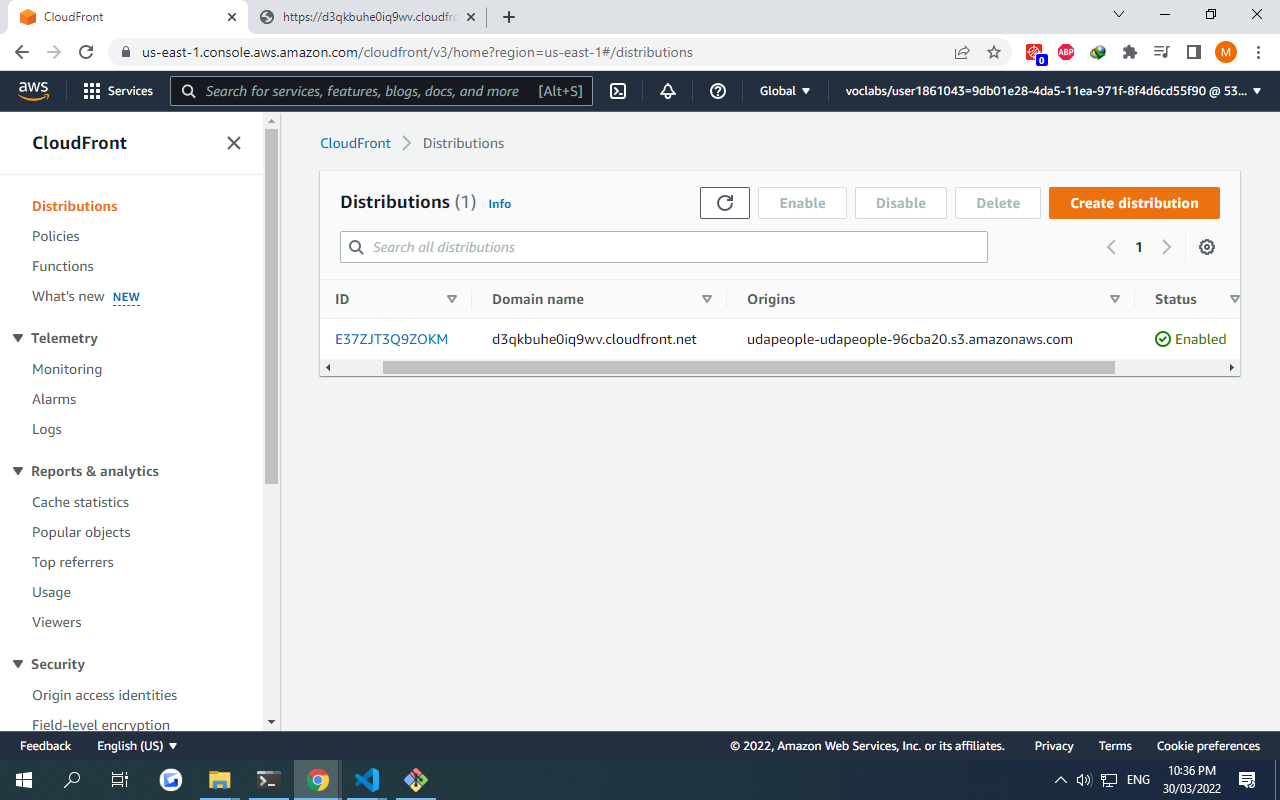 CloudFront
https://d3qkbuhe0iq9wv.cloudfr
us-east-1.console.aws.amazon.com/cloudfront/v3/home?region=us-east-1#/distributions
0
ABP
M
aws
Services
Search for services, features, blogs, docs, and more [Alt+S]
Global
voclabs/user1861043=9db01e28-4da5-11ea-971f-8f4d6cd55f90 @ 53...
CloudFront
Distributions
Policies
Functions
What's new NEW
Telemetry
Monitoring
Alarms
Logs
Reports & analytics
Cache statistics
Popular objects
Top referrers
Usage
Viewers
Security
Origin access identities
Field-level encryption
CloudFront Distributions
Distributions (1) Info
Enable
Disable
Delete
Create distribution
Search all distributions
1
ID Domain name Origins Status
E37ZJT3Q9ZOKM d3qkbuhe0iq9wv.cloudfront.net udapeople-udapeople-96cba20.s3.amazonaws.com Enabled
Feedback English (US) © 2022, Amazon Web Services, Inc. or its affiliates. Privacy Terms Cookie preferences
ENG
10:36 PM
30/03/2022